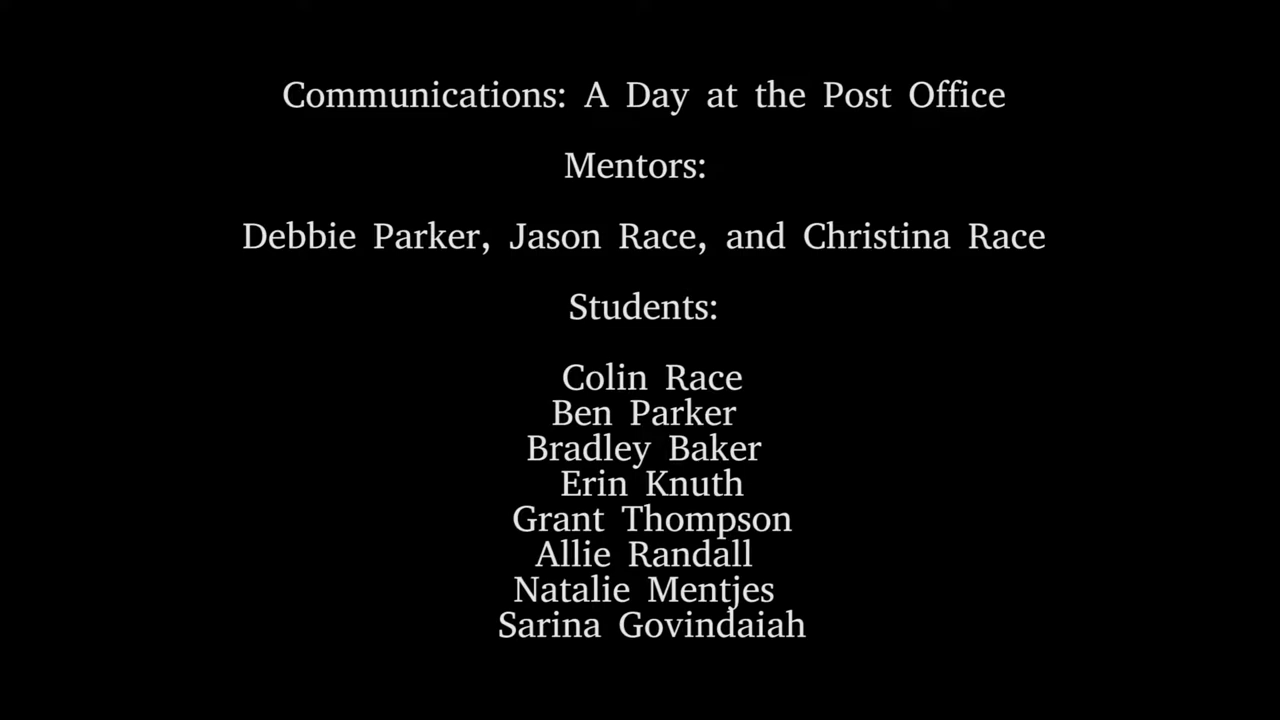 Communications: A Day at the Post Office
Mentors:
Debbie Parker, Jason Race, and Christina Race
Students:
Colin Race
Ben Parker
Bradley Baker
Erin Knuth
Grant Thompson
Allie Randall
Natalie Mentjes
Sarina Govindaiah